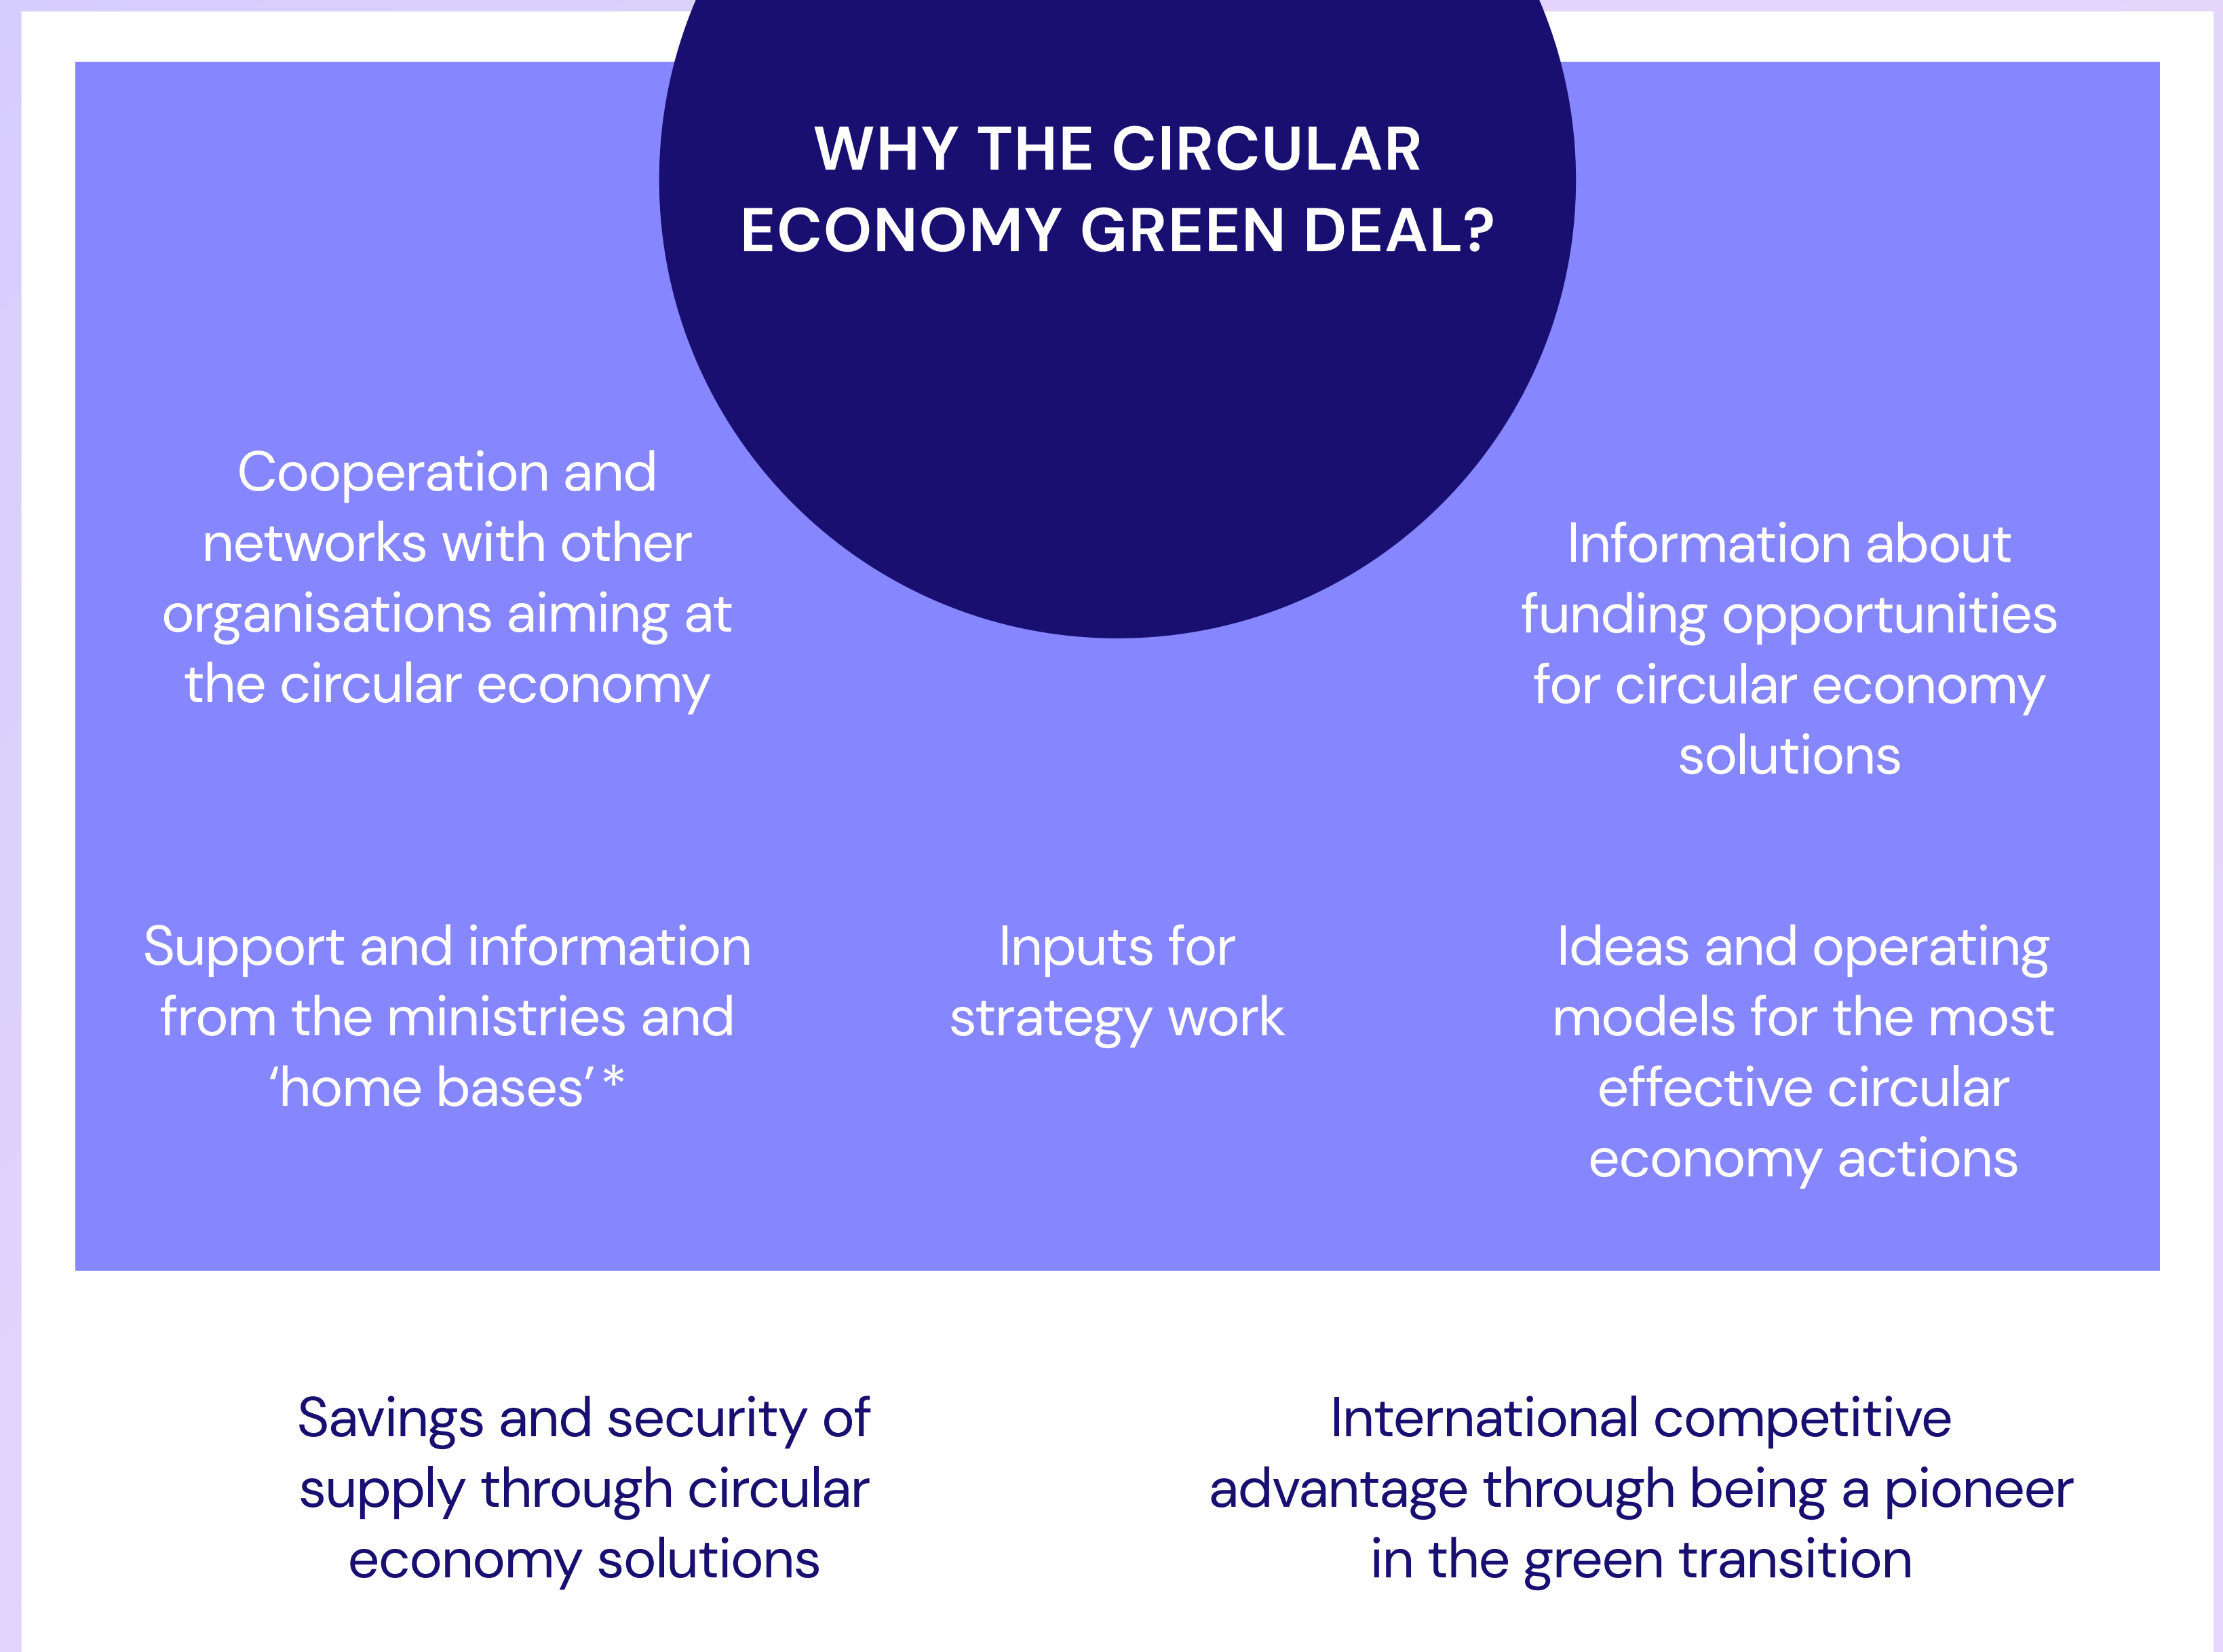 WHY THE CIRCULAR
ECONOMY GREEN DEAL?
Cooperation and
networks with other
organisations aiming at
the circular economy
Information about
funding opportunities
for circular economy
solutions
Support and information
from the ministries and
‘home bases’ *
Inputs for
strategy work
Ideas and operating
models for the most
effective circular
economy actions
Savings and security of
supply through circular
economy solutions
International competitive
advantage through being a pioneer
in the green transition